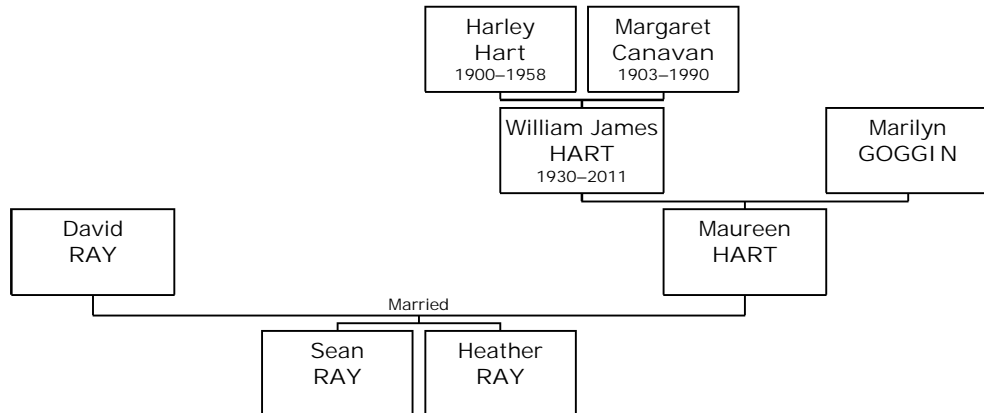 Harley
Hart
1900–1958
Margaret
Canavan
1903–1990
William James
HART
1930–2011
Marilyn
GOGGIN
David
RAY
Maureen
HART
Married
Sean
RAY
Heather
RAY